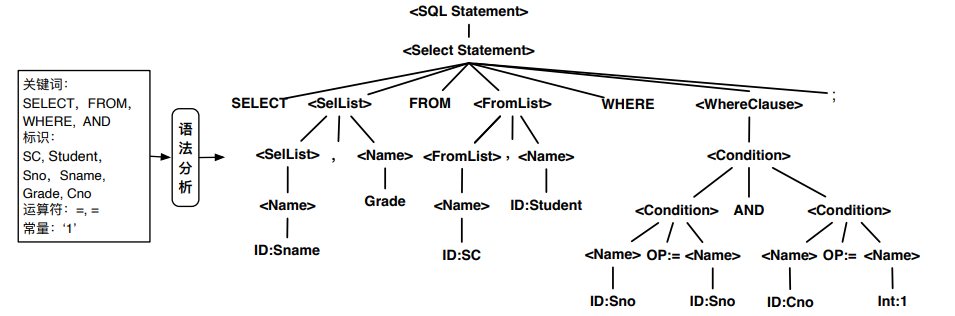 <SQL Statement>
<Select Statement>
关键词:
SELECT, FROM,
WHERE, AND
标识:
SC, Student,
Sno, Sname,
Grade, Cno
运算符: =, =
常量: ‘1’
语法分析
SELECT <SelList> FROM <FromList> WHERE <WhereClause> ;
<SelList> , <Name> <FromList> , <Name> <Condition>
<Name> Grade <Name> ID:Student <Condition> AND <Condition>
ID:Sname ID:SC <Name> OP:= <Name> <Name> OP:= <Name>
ID:Sno ID:Sno ID:Cno Int:1